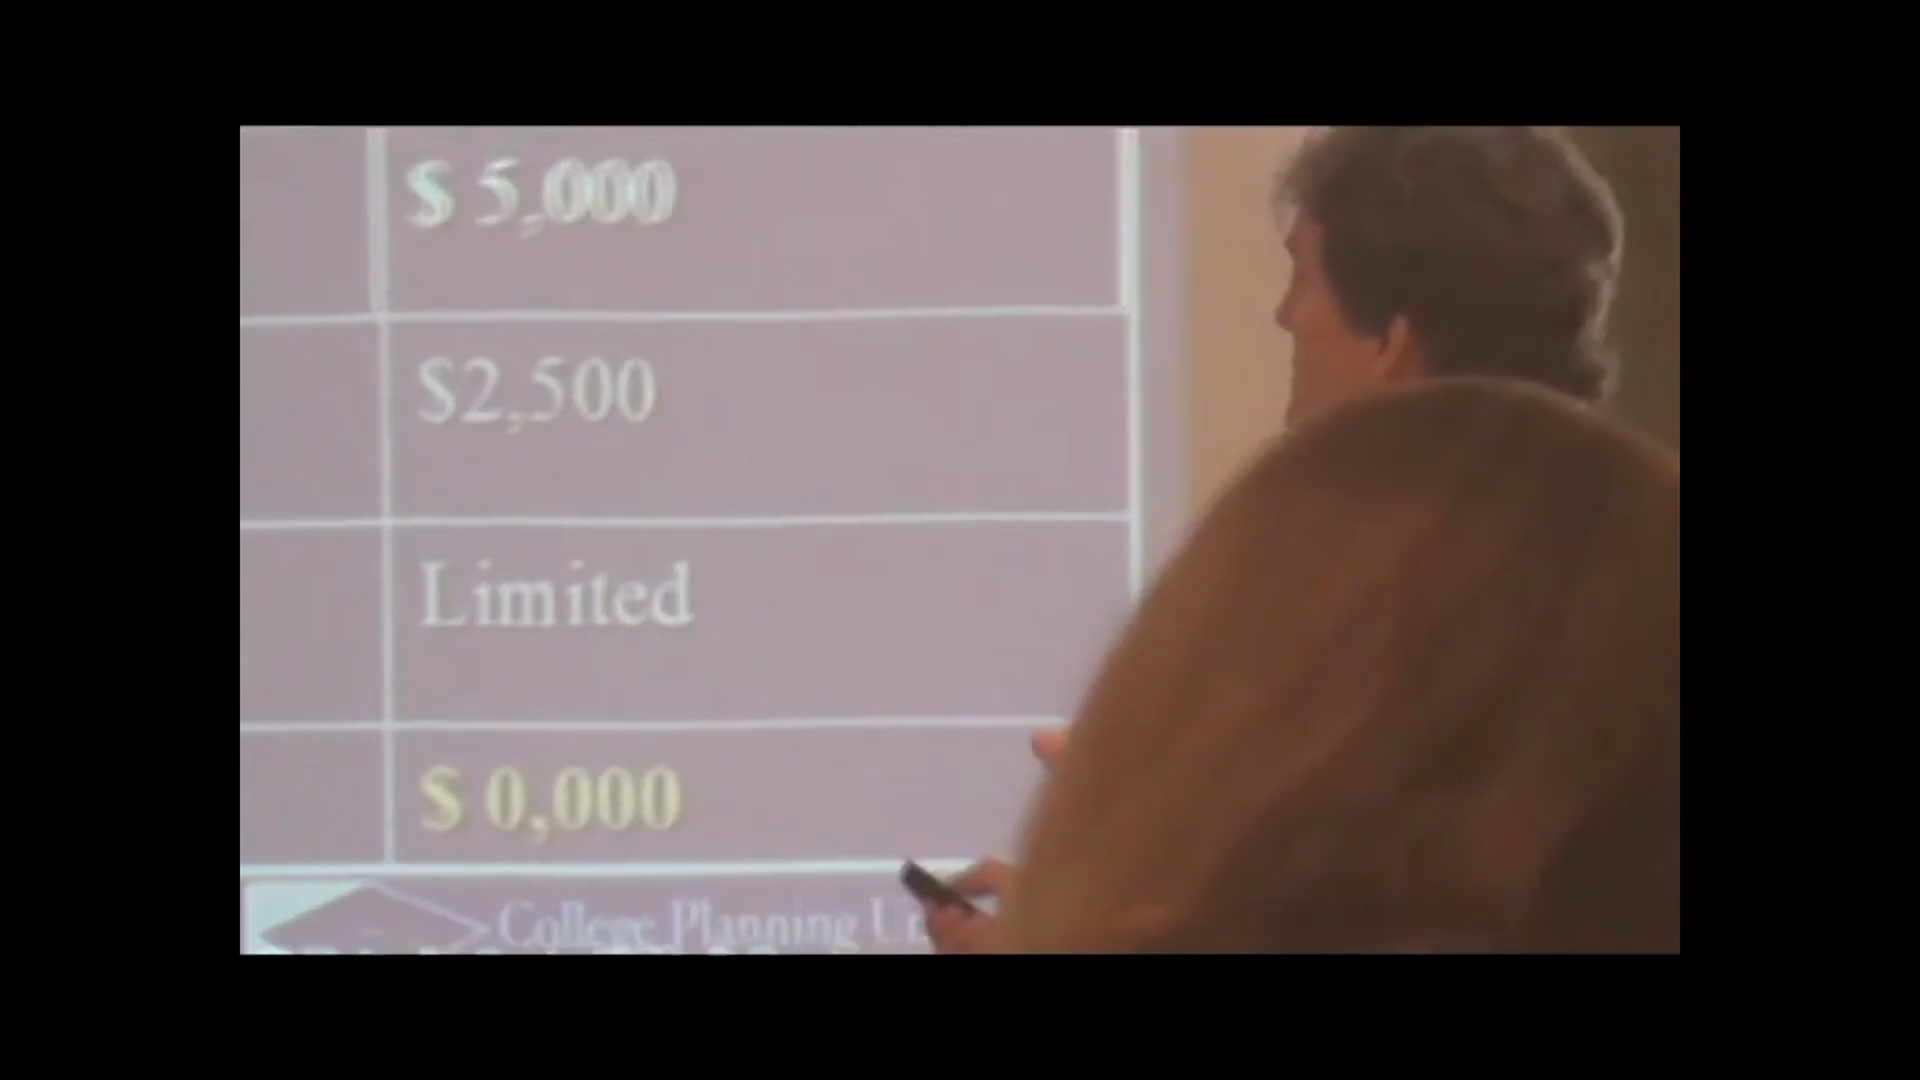 $ 5,000
$2,500
Limited
$ 0,000
College Planning